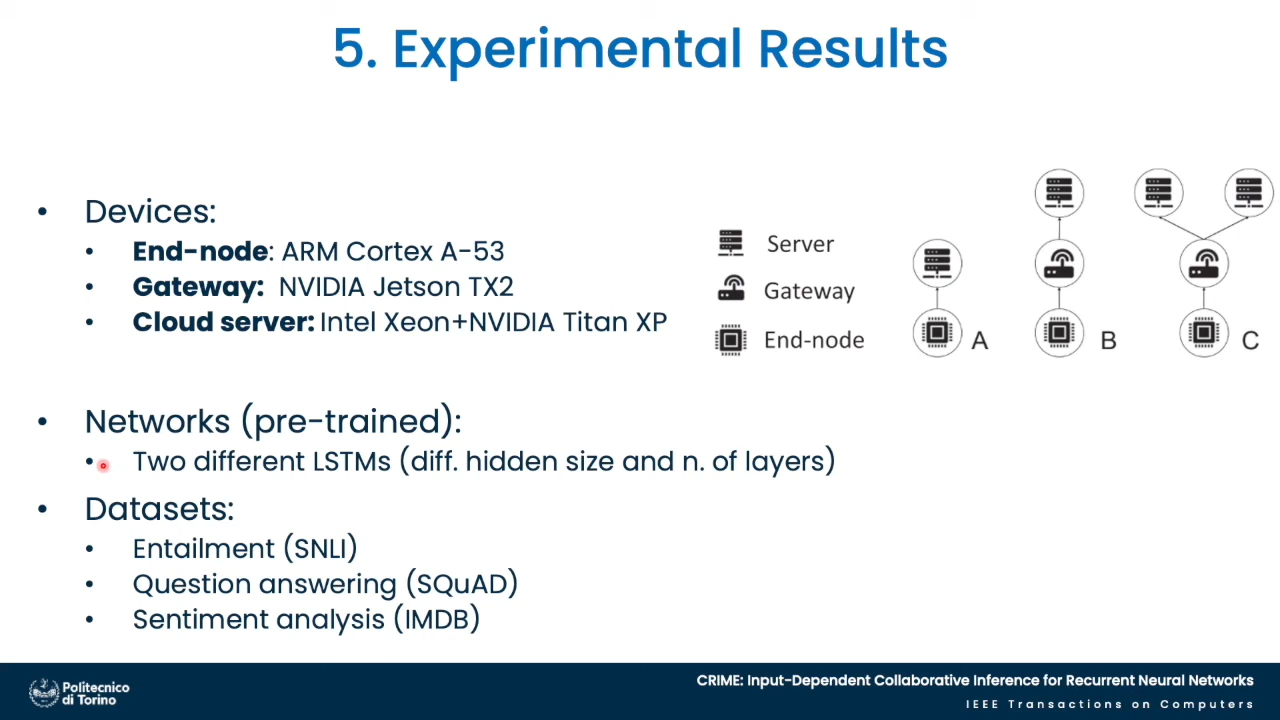 5. Experimental Results
• Devices:
• End-node: ARM Cortex A-53
• Gateway: NVIDIA Jetson TX2
• Cloud server: Intel Xeon+NVIDIA Titan XP
Server
Gateway
End-node
A
B
C
• Networks (pre-trained):
• Two different LSTMs (diff. hidden size and n. of layers)
• Datasets:
• Entailment (SNLI)
• Question answering (SQuAD)
• Sentiment analysis (IMDB)
Politecnico
di Torino
CRIME: Input-Dependent Collaborative Inference for Recurrent Neural Networks
IEEE Transactions on Computers